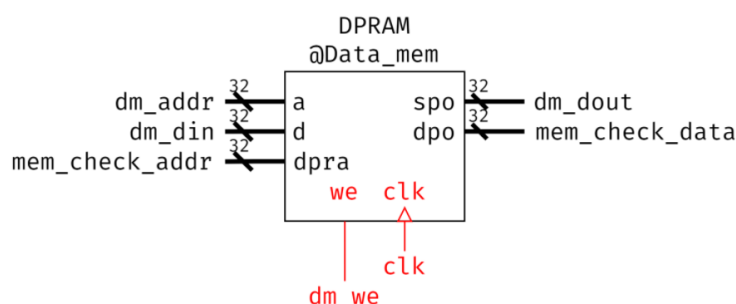 DPRAM
@Data_mem
dm_addr 32 a spo 32 dm_dout
dm_din 32 d dpo 32 mem_check_data
mem_check_addr 32 dpra
we clk
clk
dm_we